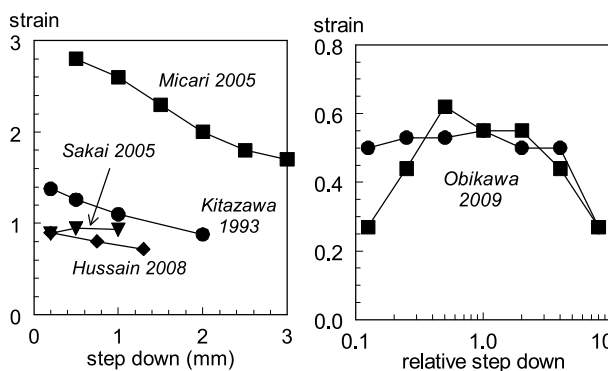 strain
3
2
1
0
0
1
2
3
step down (mm)
Micari 2005
Sakai 2005
Kitazawa
1993
Hussain 2008
strain
0.8
0.6
0.4
0.2
0.0
0.1
1.0
10
relative step down
Obikawa
2009